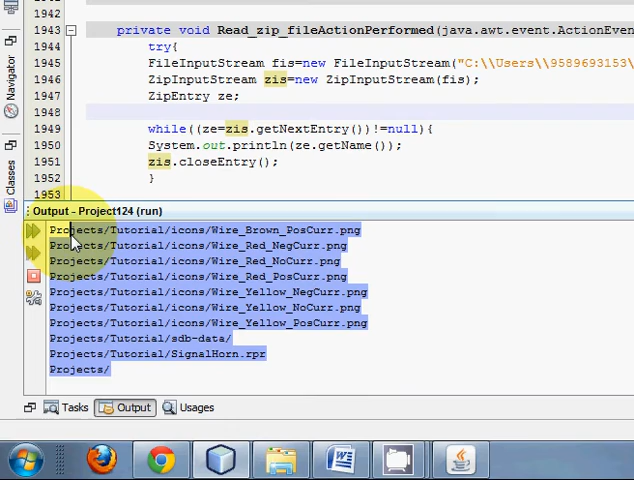 1943 private void Read_zip_fileActionPerformed(java.awt.event.ActionEven
1944 try{
1945 FileInputStream fis=new FileInputStream("C:\\Users\\9589693153\
1946 ZipInputStream zis=new ZipInputStream(fis);
1947 ZipEntry ze;
1948
1949 while((ze=zis.getNextEntry())!=null){
1950 System.out.println(ze.getName());
1951 zis.closeEntry();
1952 }
1953
Navigator
Classes
Output - Project124 (run)
Projects/Tutorial/icons/Wire_Brown_PosCurr.png
Projects/Tutorial/icons/Wire_Red_NegCurr.png
Projects/Tutorial/icons/Wire_Red_NoCurr.png
Projects/Tutorial/icons/Wire_Red_PosCurr.png
Projects/Tutorial/icons/Wire_Yellow_NegCurr.png
Projects/Tutorial/icons/Wire_Yellow_NoCurr.png
Projects/Tutorial/icons/Wire_Yellow_PosCurr.png
Projects/Tutorial/sdb-data/
Projects/Tutorial/SignalHorn.rpr
Projects/
Tasks Output Usages